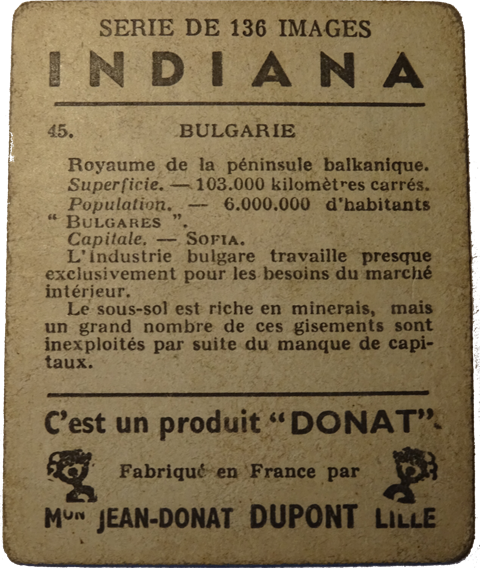 SERIE DE 136 IMAGES
INDIANA
45. BULGARIE
Royaume de la péninsule balkanique.
Superficie. — 103.000 kilomètres carrés.
Population. — 6.000.000 d'habitants
“ BULGARES ”.
Capitale. — SOFIA.
L'industrie bulgare travaille presque
exclusivement pour les besoins du marché
intérieur.
Le sous-sol est riche en minerais, mais
un grand nombre de ces gisements sont
inexploités par suite du manque de capi-
taux.
C'est un produit “DONAT”.
Fabriqué en France par
Mon JEAN-DONAT DUPONT LILLE